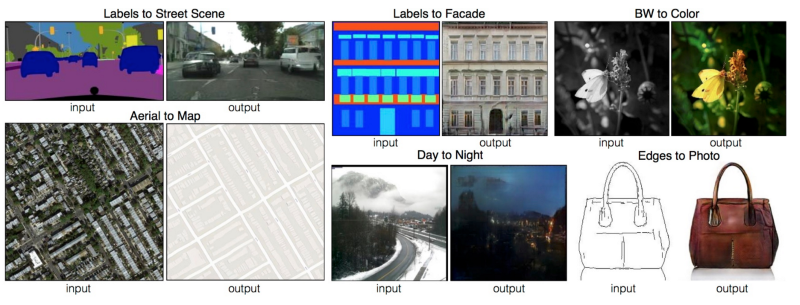 Labels to Street Scene
input
output
Aerial to Map
input
output
Labels to Facade
input
output
BW to Color
input
output
Day to Night
input
output
Edges to Photo
input
output